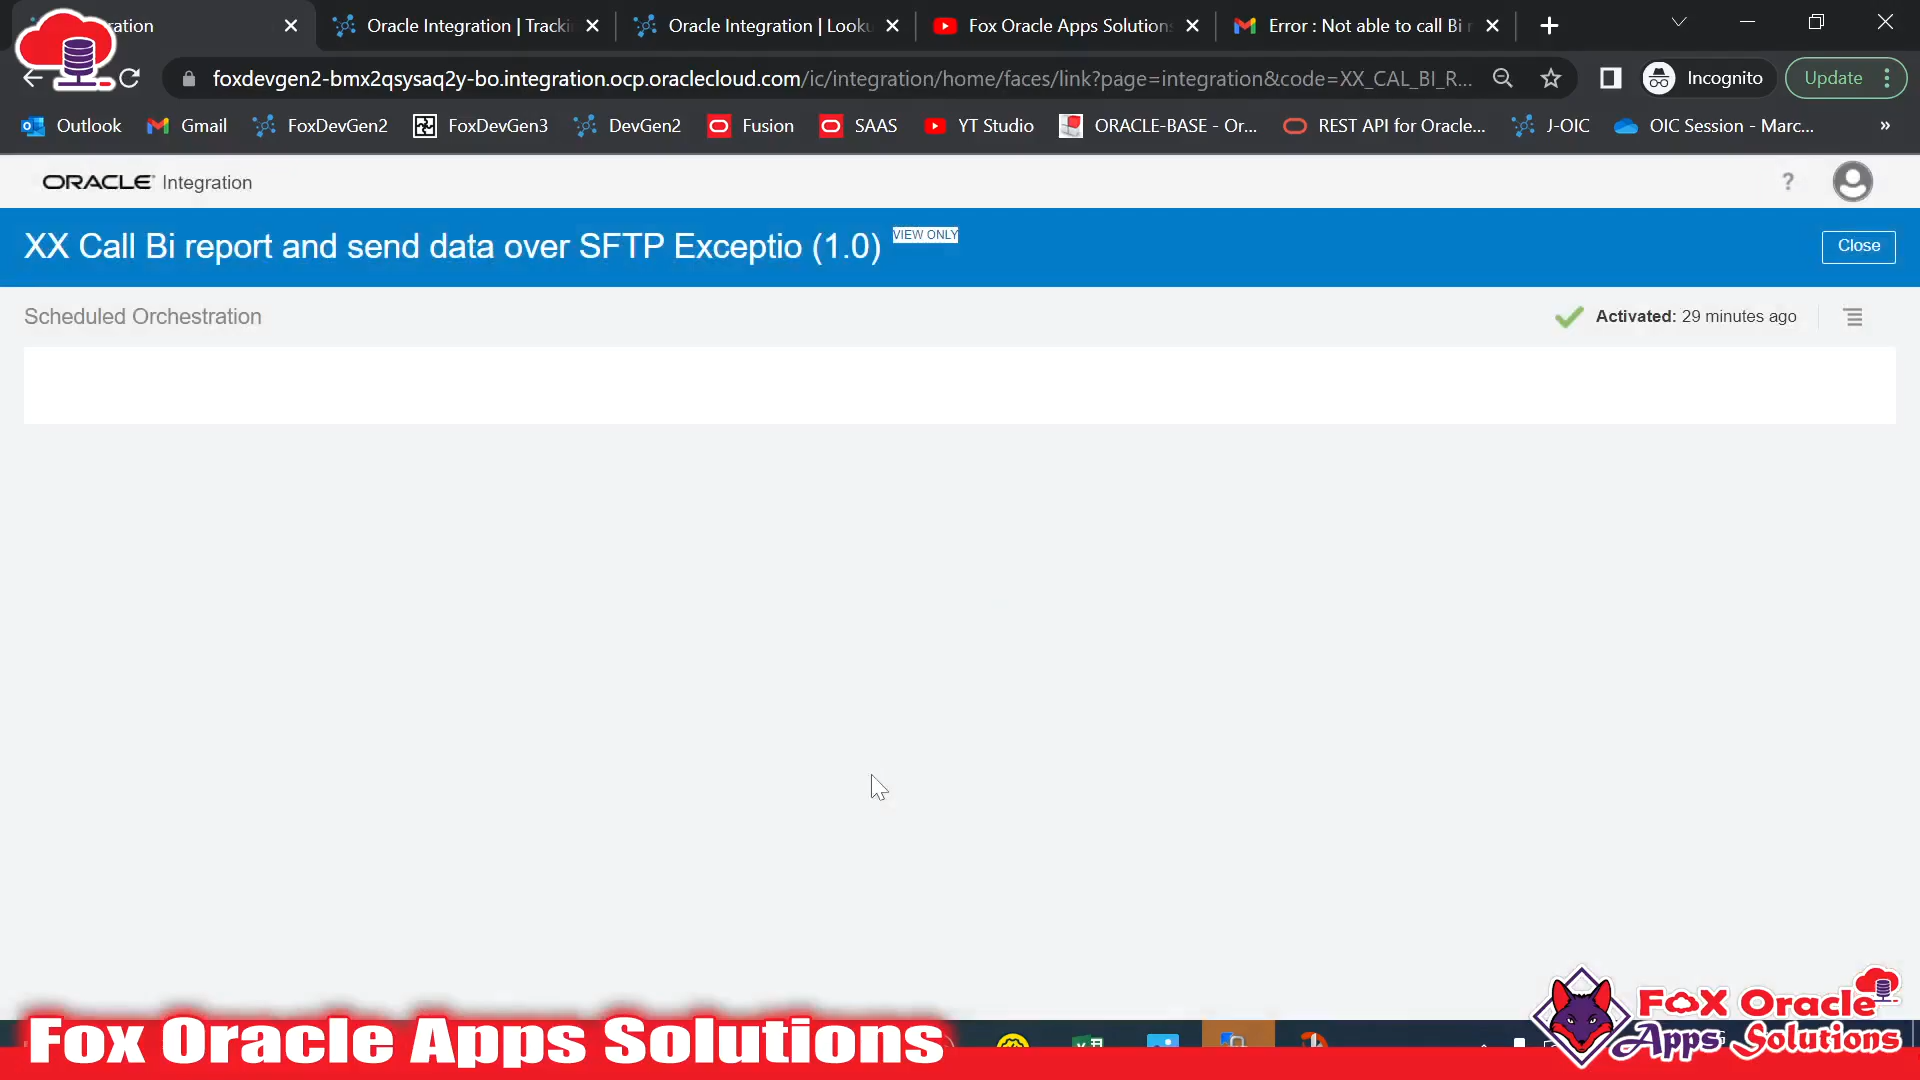 ration
Oracle Integration | Tracki
Oracle Integration | Looku
Fox Oracle Apps Solutions
Error : Not able to call Bi r
foxdevgen2-bmx2qsysaq2y-bo.integration.ocp.oraclecloud.com/ic/integration/home/faces/link?page=integration&code=XX_CAL_BI_R...
Incognito
Update
Outlook
Gmail
FoxDevGen2
FoxDevGen3
DevGen2
Fusion
SAAS
YT Studio
ORACLE-BASE - Or...
REST API for Oracle...
J-OIC
OIC Session - Marc...
»
ORACLE Integration
?
XX Call Bi report and send data over SFTP Exceptio (1.0) VIEW ONLY
Close
Scheduled Orchestration
Activated: 29 minutes ago
Fox Oracle Apps Solutions
Fox Oracle
Apps Solutions